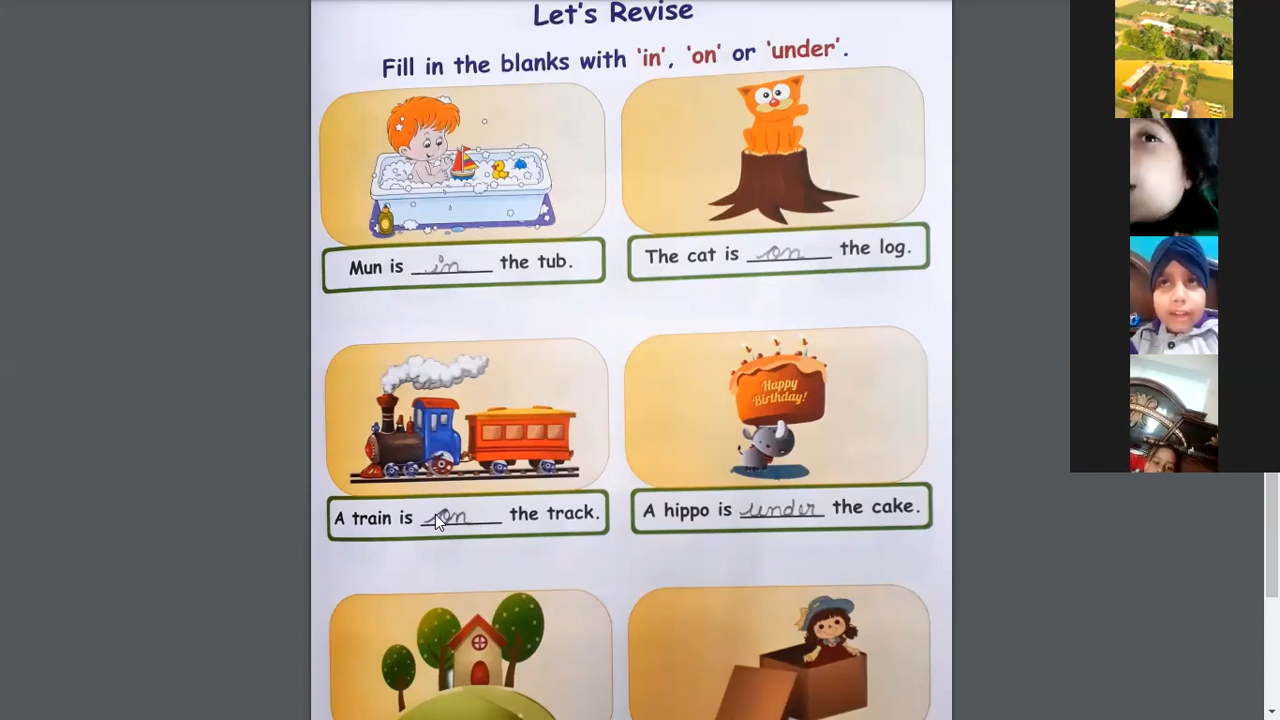 Let's Revise
Fill in the blanks with 'in', 'on' or 'under'.
Mun is in the tub.
The cat is on the log.
Happy
Birthday!
A train is on the track.
A hippo is under the cake.